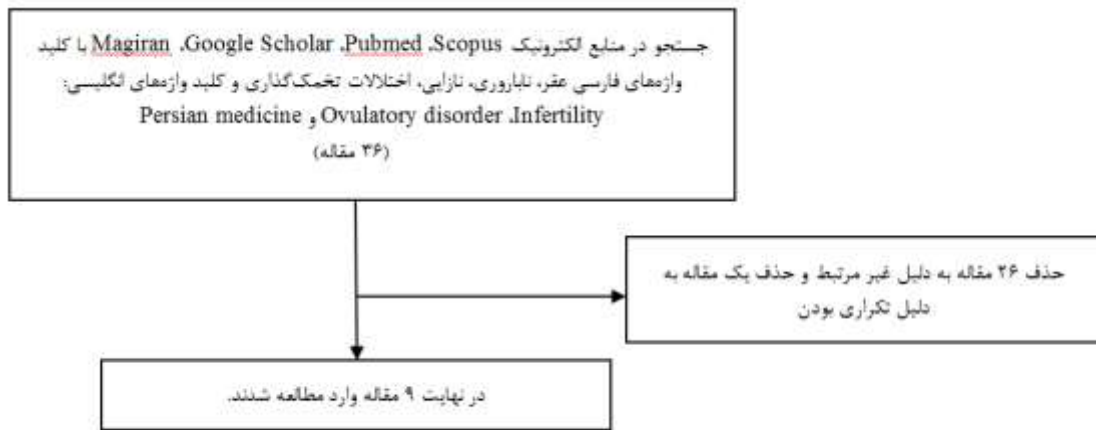 جستجو در منابع الکترونیک Magiran ،Google Scholar ،Pubmed ،Scopus با کلید
واژه‌های فارسی عقر، ناباروری، نازایی، اختلالات تخمک‌گذاری و کلید واژه‌های انگلیسی:
Ovulatory disorder ،Infertility و Persian medicine
(۳۶ مقاله)
حذف ۲۶ مقاله به دلیل غیر مرتبط و حذف یک مقاله به
دلیل تکراری بودن
در نهایت ۹ مقاله وارد مطالعه شدند.